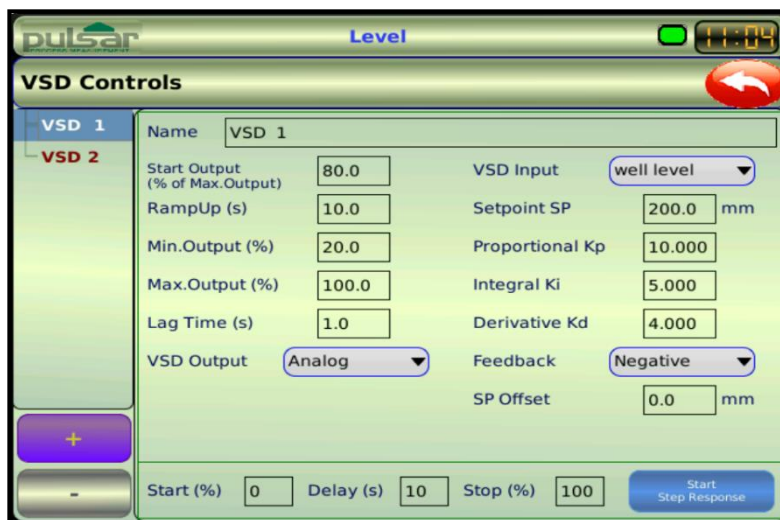 pulsar
PROCESS MEASUREMENT
Level
11:04
VSD Controls
VSD 1
VSD 2
Name VSD 1
Start Output
(% of Max.Output) 80.0
VSD Input well level
RampUp (s) 10.0
Setpoint SP 200.0 mm
Min.Output (%) 20.0
Proportional Kp 10.000
Max.Output (%) 100.0
Integral Ki 5.000
Lag Time (s) 1.0
Derivative Kd 4.000
VSD Output Analog
Feedback Negative
SP Offset 0.0 mm
+
-
Start (%) 0 Delay (s) 10 Stop (%) 100
Start
Step Response